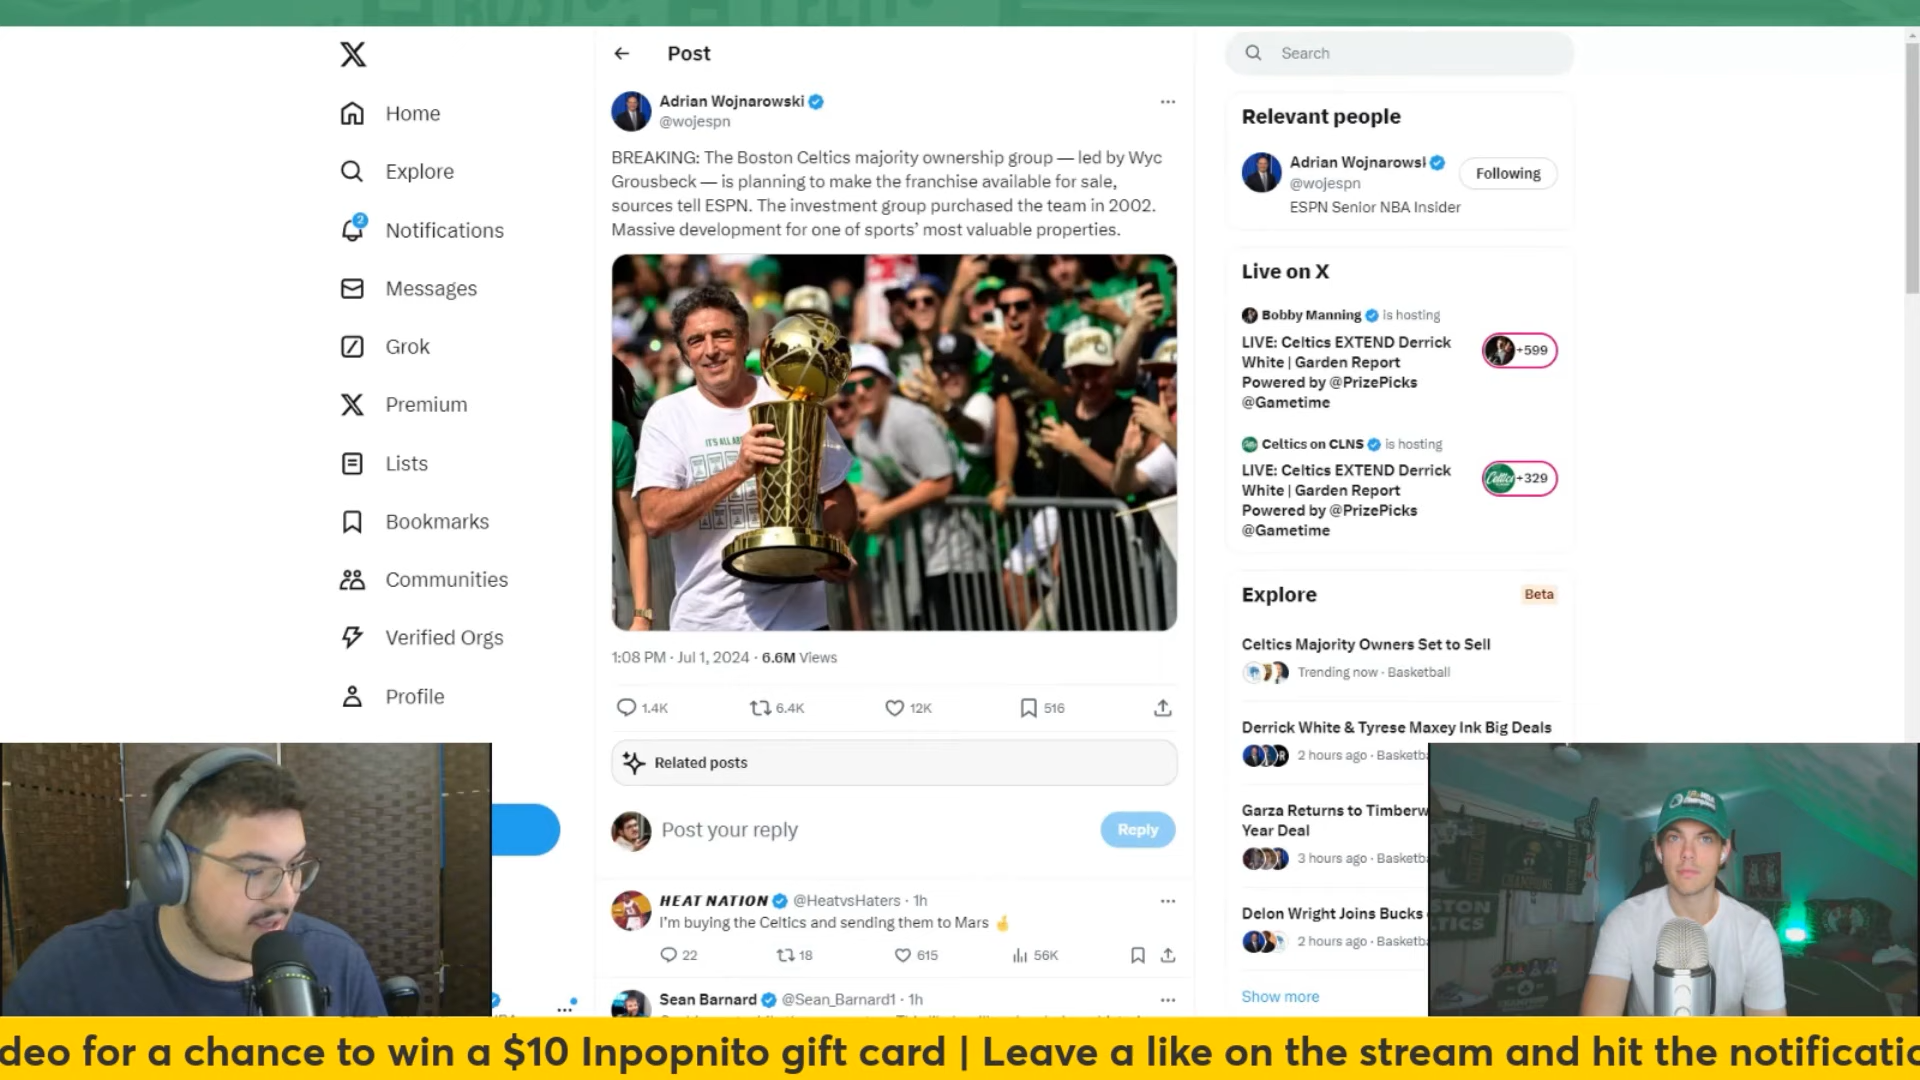 Home
Explore
2
Notifications
Messages
Grok
Premium
Lists
Bookmarks
Communities
Verified Orgs
Profile
Post
Adrian Wojnarowski
@wojespn
BREAKING: The Boston Celtics majority ownership group — led by Wyc
Grousbeck — is planning to make the franchise available for sale,
sources tell ESPN. The investment group purchased the team in 2002.
Massive development for one of sports’ most valuable properties.
IT'S ALL
1:08 PM · Jul 1, 2024 · 6.6M Views
1.4K 6.4K 12K 516
Related posts
Post your reply
Reply
HEAT NATION @HeatvsHaters · 1h
I'm buying the Celtics and sending them to Mars 🤞
22 18 615 56K
Sean Barnard @Sean_Barnard1 · 1h
Search
Relevant people
Adrian Wojnarowsl
@wojespn
Following
ESPN Senior NBA Insider
Live on X
Bobby Manning is hosting
LIVE: Celtics EXTEND Derrick
White | Garden Report
Powered by @PrizePicks
@Gametime
+599
Celtics on CLNS is hosting
LIVE: Celtics EXTEND Derrick
White | Garden Report
Powered by @PrizePicks
@Gametime
+329
Explore
Beta
Celtics Majority Owners Set to Sell
Trending now · Basketball
Derrick White & Tyrese Maxey Ink Big Deals
2 hours ago · Basketba
Garza Returns to Timberw
Year Deal
3 hours ago · Basketba
Delon Wright Joins Bucks
2 hours ago · Basketba
Show more
deo for a chance to win a $10 Inpopnito gift card | Leave a like on the stream and hit the notificatio